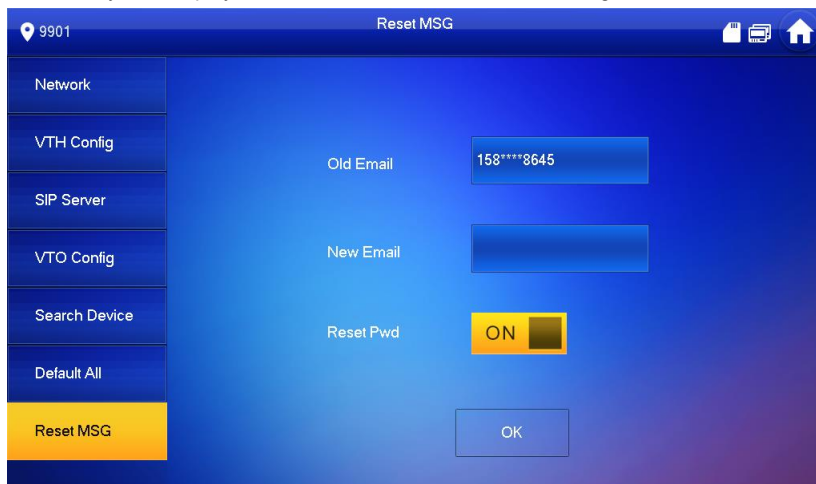 9901
Reset MSG
Network
VTH Config
SIP Server
VTO Config
Search Device
Default All
Reset MSG
Old Email
158****8645
New Email
Reset Pwd
ON
OK